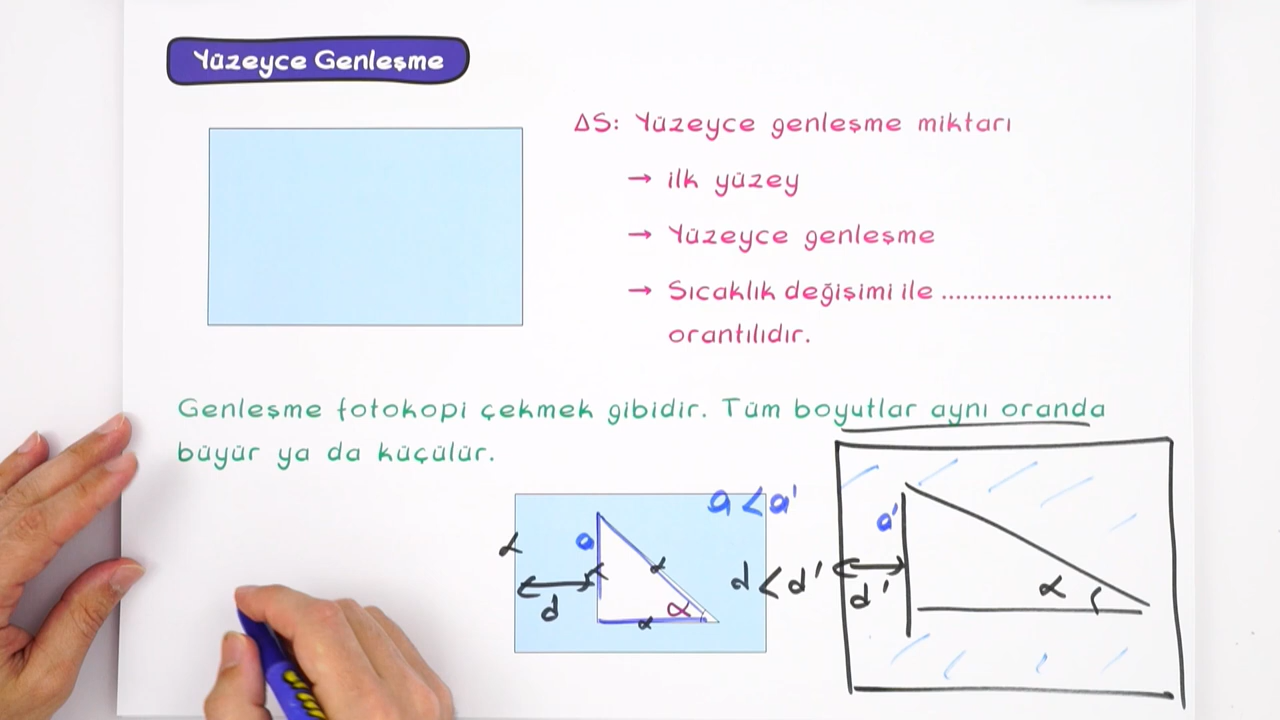 Yüzeyce Genleşme
ΔS: Yüzeyce genleşme miktarı
→ ilk yüzey
→ Yüzeyce genleşme
→ Sıcaklık değişimi ile ........................
orantılıdır.
Genleşme fotokopi çekmek gibidir. Tüm boyutlar aynı oranda
büyür ya da küçülür.
a < a'
a
α
d
α
α
α
d < d'
a'
d'
α